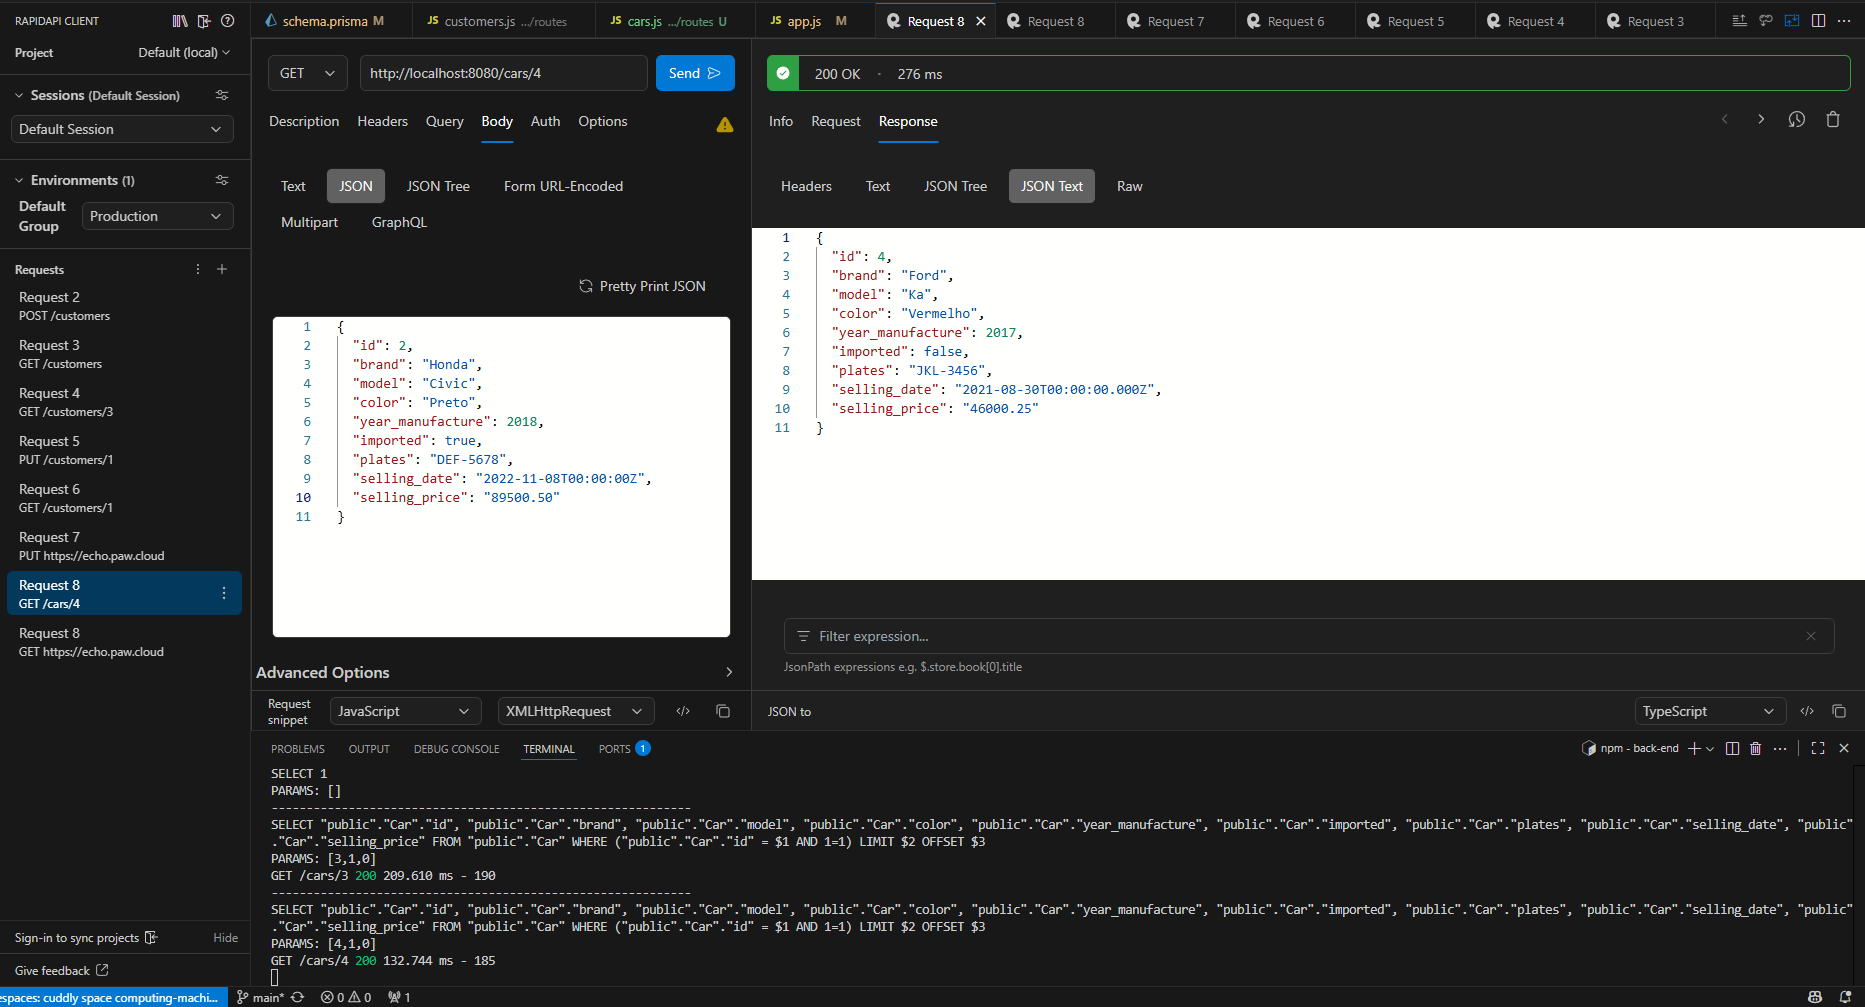 RAPIDAPI CLIENT
Project
Default (local)
Sessions (Default Session)
Default Session
Environments (1)
Default Group
Production
Requests
Request 2
POST /customers
Request 3
GET /customers
Request 4
GET /customers/3
Request 5
PUT /customers/1
Request 6
GET /customers/1
Request 7
PUT https://echo.paw.cloud
Request 8
GET /cars/4
Request 8
GET https://echo.paw.cloud
Sign-in to sync projects
Hide
Give feedback
schema.prisma M
JS customers.js .../routes
JS cars.js .../routes U
JS app.js M
Request 8
Request 8
Request 7
Request 6
Request 5
Request 4
Request 3
GET
http://localhost:8080/cars/4
Send
Description Headers Query Body Auth Options
Text JSON JSON Tree Form URL-Encoded
Multipart GraphQL
Pretty Print JSON
1 {
2 "id": 2,
3 "brand": "Honda",
4 "model": "Civic",
5 "color": "Preto",
6 "year_manufacture": 2018,
7 "imported": true,
8 "plates": "DEF-5678",
9 "selling_date": "2022-11-08T00:00:00Z",
10 "selling_price": "89500.50"
11 }
Advanced Options
Request snippet
JavaScript
XMLHttpRequest
200 OK · 276 ms
Info Request Response
Headers Text JSON Tree JSON Text Raw
1 {
2 "id": 4,
3 "brand": "Ford",
4 "model": "Ka",
5 "color": "Vermelho",
6 "year_manufacture": 2017,
7 "imported": false,
8 "plates": "JKL-3456",
9 "selling_date": "2021-08-30T00:00:00.000Z",
10 "selling_price": "46000.25"
11 }
Filter expression...
JsonPath expressions e.g. $.store.book[0].title
JSON to
TypeScript
PROBLEMS OUTPUT DEBUG CONSOLE TERMINAL PORTS 1
npm - back-end
SELECT 1
PARAMS: []
------------------------------------------------------------
SELECT "public"."Car"."id", "public"."Car"."brand", "public"."Car"."model", "public"."Car"."color", "public"."Car"."year_manufacture", "public"."Car"."imported", "public"."Car"."plates", "public"."Car"."selling_date", "public"
."Car"."selling_price" FROM "public"."Car" WHERE ("public"."Car"."id" = $1 AND 1=1) LIMIT $2 OFFSET $3
PARAMS: [3,1,0]
GET /cars/3 200 209.610 ms - 190
------------------------------------------------------------
SELECT "public"."Car"."id", "public"."Car"."brand", "public"."Car"."model", "public"."Car"."color", "public"."Car"."year_manufacture", "public"."Car"."imported", "public"."Car"."plates", "public"."Car"."selling_date", "public"
."Car"."selling_price" FROM "public"."Car" WHERE ("public"."Car"."id" = $1 AND 1=1) LIMIT $2 OFFSET $3
PARAMS: [4,1,0]
GET /cars/4 200 132.744 ms - 185
espaces: cuddly space computing-machi...
main*
0 0
1